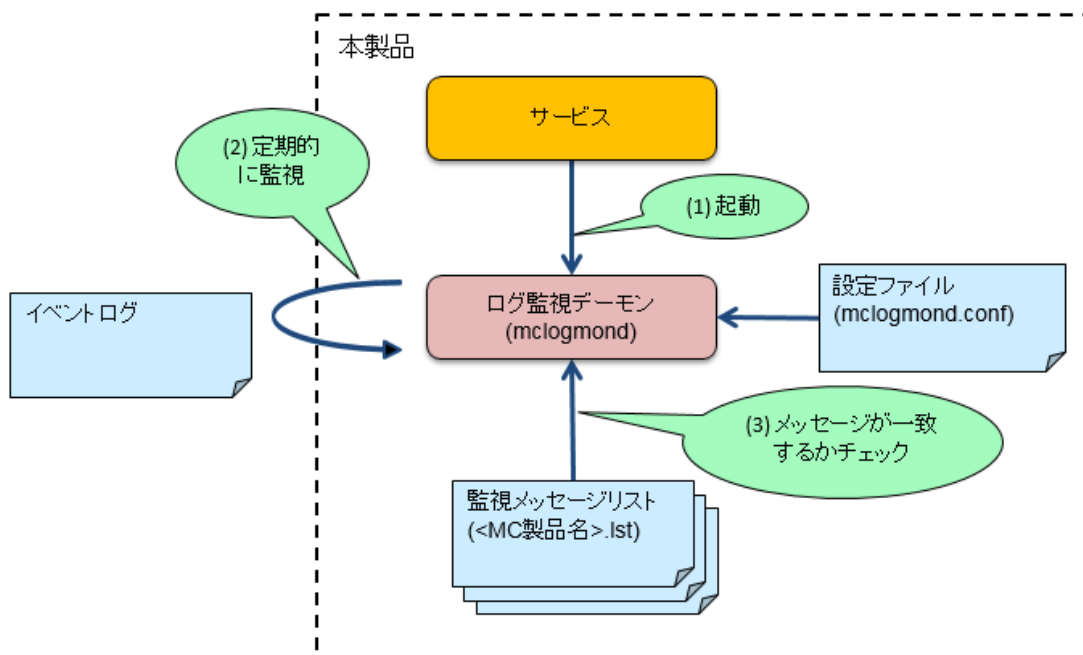 本製品
サービス
(2)定期的
に監視
(1)起動
イベントログ
ログ監視デーモン
(mclogmond)
設定ファイル
(mclogmond.conf)
(3)メッセージが一致
するかチェック
監視メッセージリスト
(<MC製品名>.lst)